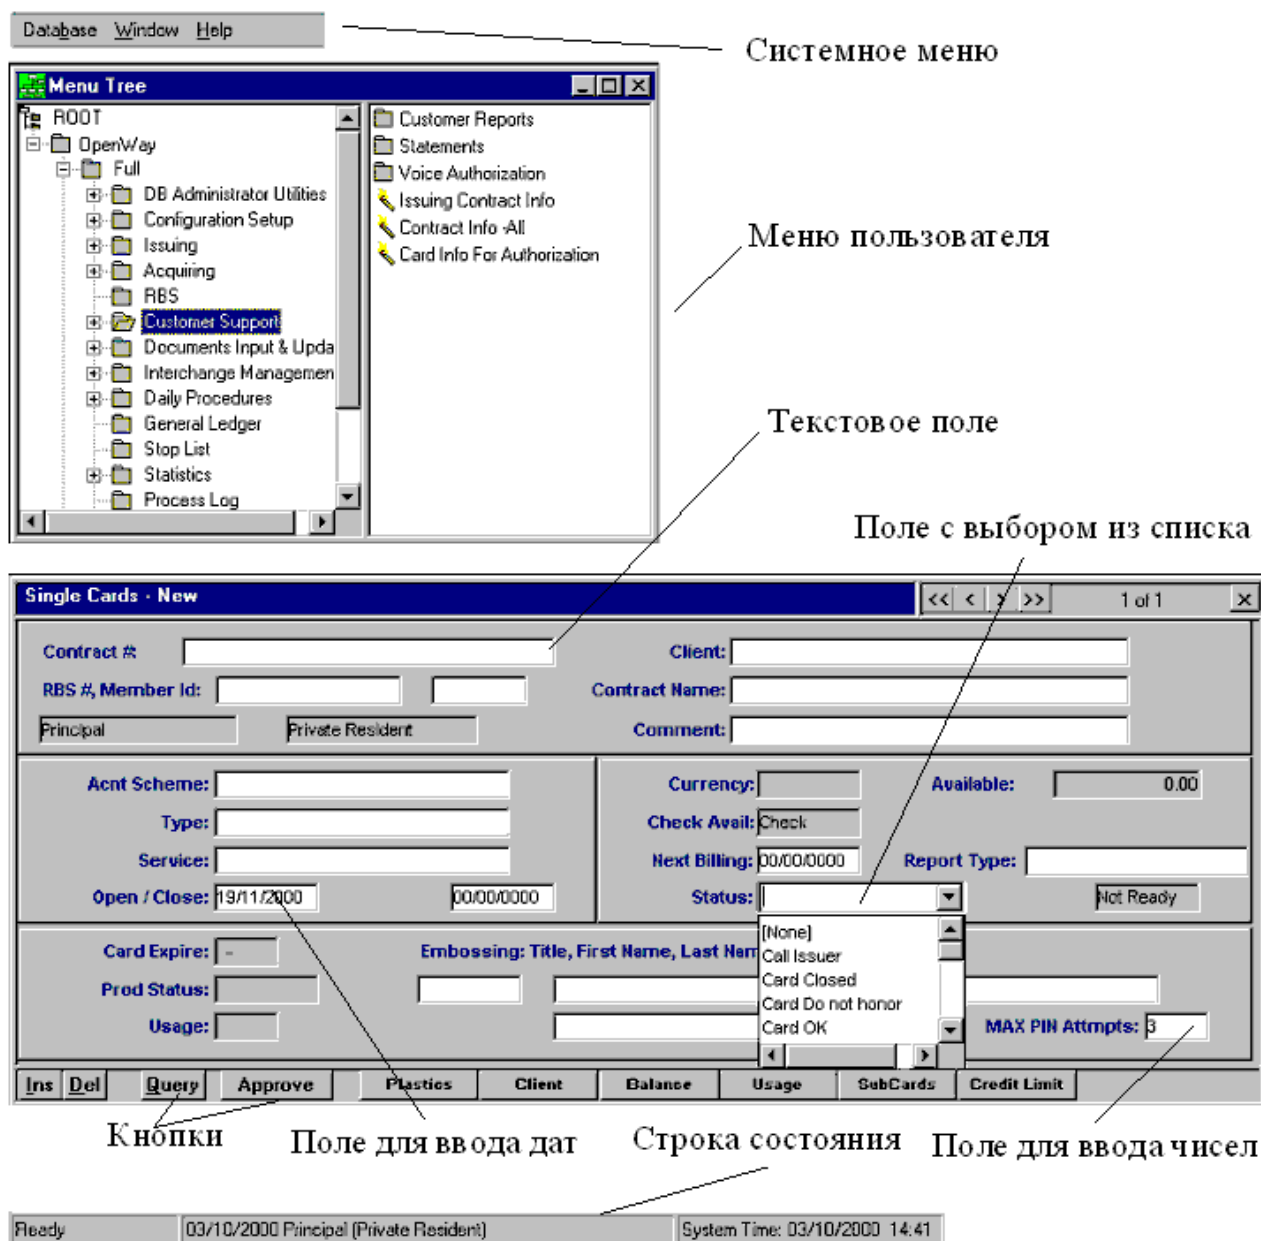 Database Window Help
Системное меню
Menu Tree
ROOT
OpenWay
Full
DB Administrator Utilities
Configuration Setup
Issuing
Acquiring
RBS
Customer Support
Documents Input & Upda
Interchange Managemen
Daily Procedures
General Ledger
Stop List
Statistics
Process Log
Customer Reports
Statements
Voice Authorization
Issuing Contract Info
Contract Info -All
Card Info For Authorization
Меню пользователя
Текстовое поле
Поле с выбором из списка
Single Cards - New
<< < > >> 1 of 1
Contract #: Client:
RBS #, Member Id: Contract Name:
Principal Private Resident Comment:
Acnt Scheme: Currency: Available: 0.00
Type: Check Avail: Check
Service: Next Billing: 00/00/0000 Report Type:
Open / Close: 19/11/2000 00/00/0000 Status: Not Ready
Card Expire: - Embossing: Title, First Name, Last Nam
Prod Status:
Usage: MAX PIN Attmpts: 3
[None]
Call Issuer
Card Closed
Card Do not honor
Card OK
Ins Del Query Approve Plastics Client Balance Usage SubCards Credit Limit
Кнопки
Поле для ввода дат
Строка состояния
Поле для ввода чисел
Ready 03/10/2000 Principal (Private Resident) System Time: 03/10/2000 14:41